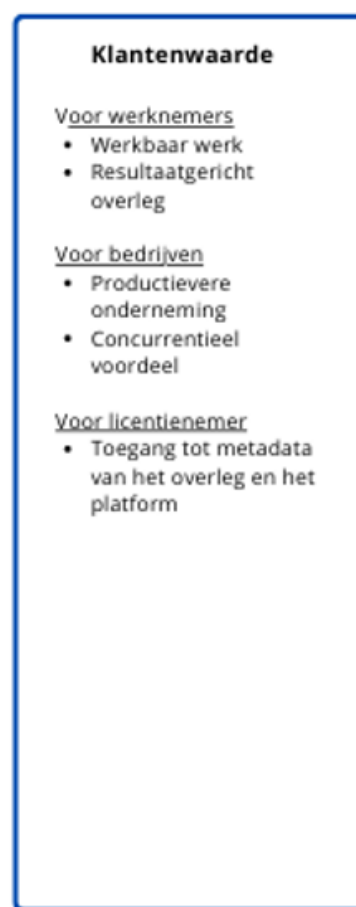 Klantenwaarde
Voor werknemers
• Werkbaar werk
• Resultaatgericht
overleg
Voor bedrijven
• Productievere
onderneming
• Concurrentieel
voordeel
Voor licentienemer
• Toegang tot metadata
van het overleg en het
platform